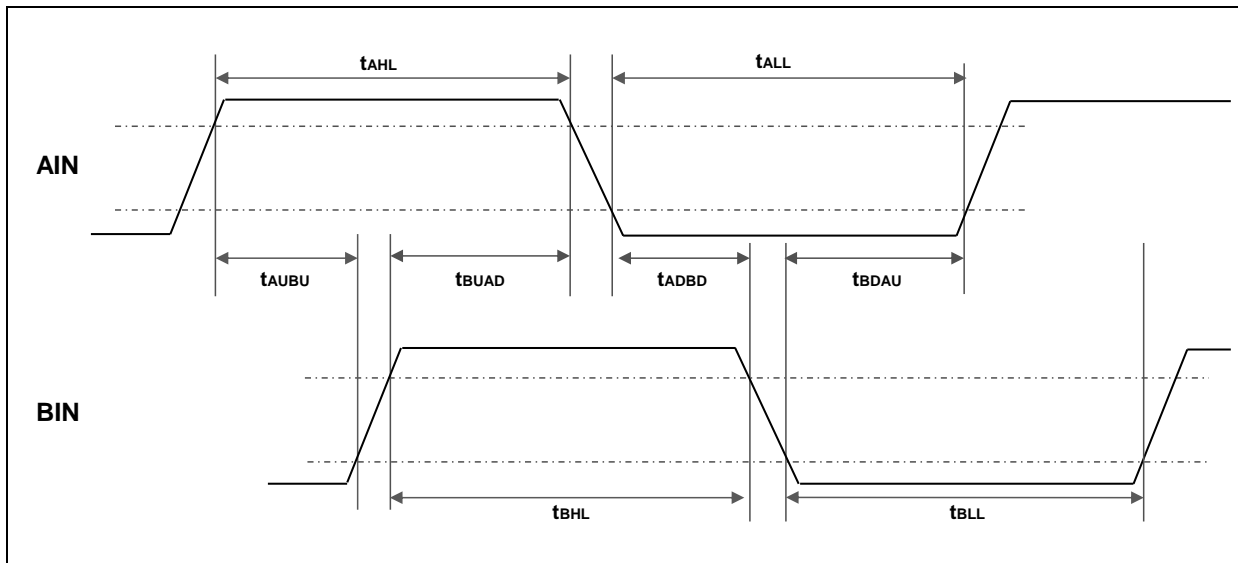 tAHL
tALL
AIN
tAUBU
tBUAD
tADBD
tBDAU
BIN
tBHL
tBLL